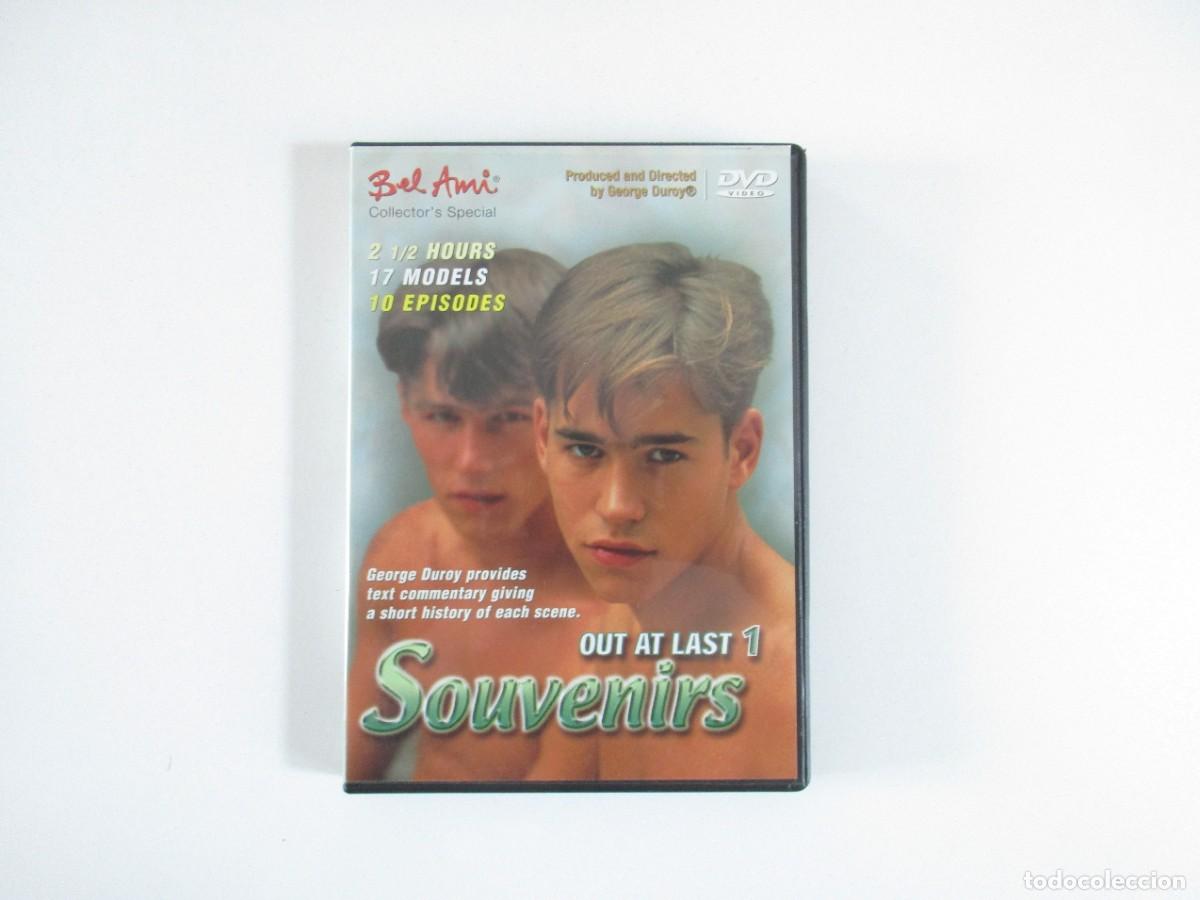 Bel Ami®
Collector's Special
Produced and Directed
by George Duroy®
DVD
VIDEO
2 1/2 HOURS
17 MODELS
10 EPISODES
George Duroy provides
text commentary giving
a short history of each scene.
OUT AT LAST 1
Souvenirs
todocoleccion